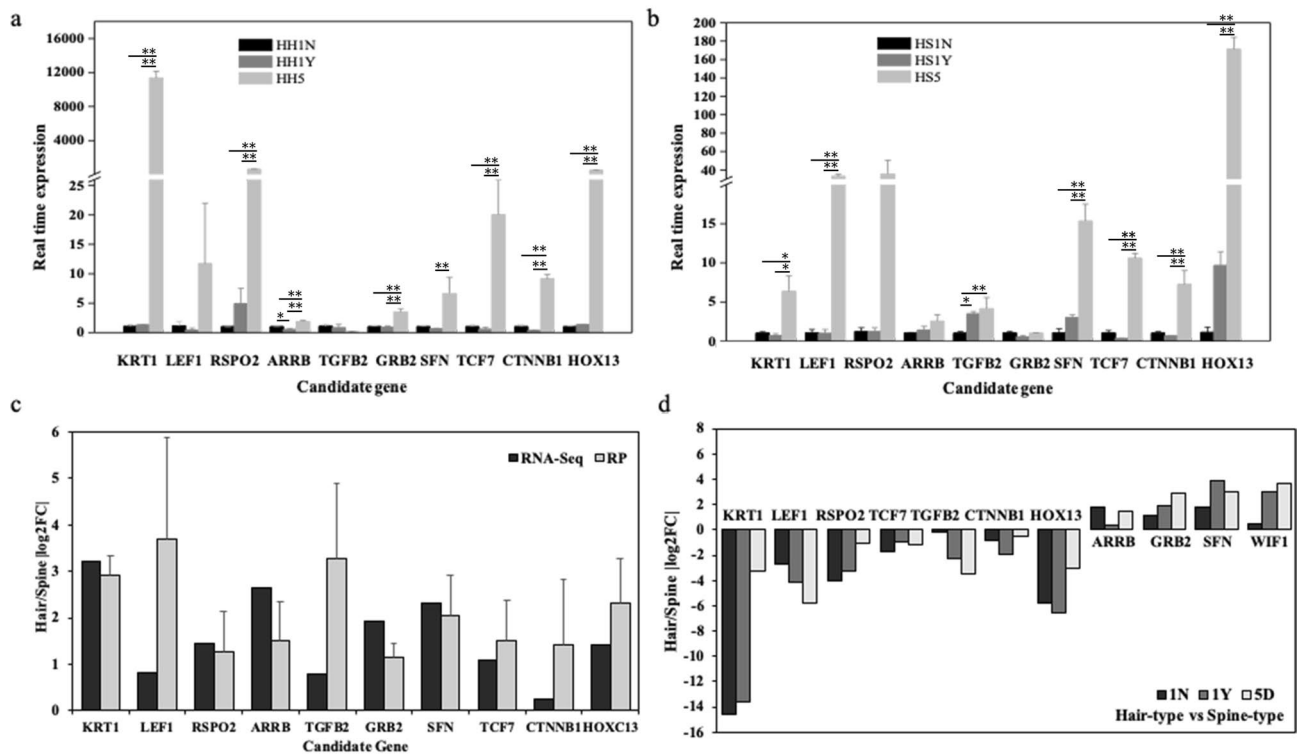 a
16000
12000
8000
4000
25
20
15
10
5
0
Real time expression
HH1N
HH1Y
HH5
** ** ** ** * ** ** ** ** ** ** ** ** ** ** ** **
KRT1 LEF1 RSPO2 ARRB TGFB2 GRB2 SFN TCF7 CTNNB1 HOX13
Candidate gene
b
200
180
160
140
120
100
80
60
40
15
10
5
0
Real time expression
HS1N
HS1Y
HS5
* * ** ** * ** ** ** ** ** ** ** ** **
KRT1 LEF1 RSPO2 ARRB TGFB2 GRB2 SFN TCF7 CTNNB1 HOX13
Candidate gene
c
6
5
4
3
2
1
0
Hair/Spine |log2FC|
RNA-Seq RP
KRT1 LEF1 RSPO2 ARRB TGFB2 GRB2 SFN TCF7 CTNNB1 HOXC13
Candidate Gene
d
8
6
4
2
0
-2
-4
-6
-8
-10
-12
-14
-16
Hair/Spine |log2FC|
KRT1 LEF1 RSPO2 TCF7 TGFB2 CTNNB1 HOX13
ARRB GRB2 SFN WIF1
1N 1Y 5D
Hair-type vs Spine-type